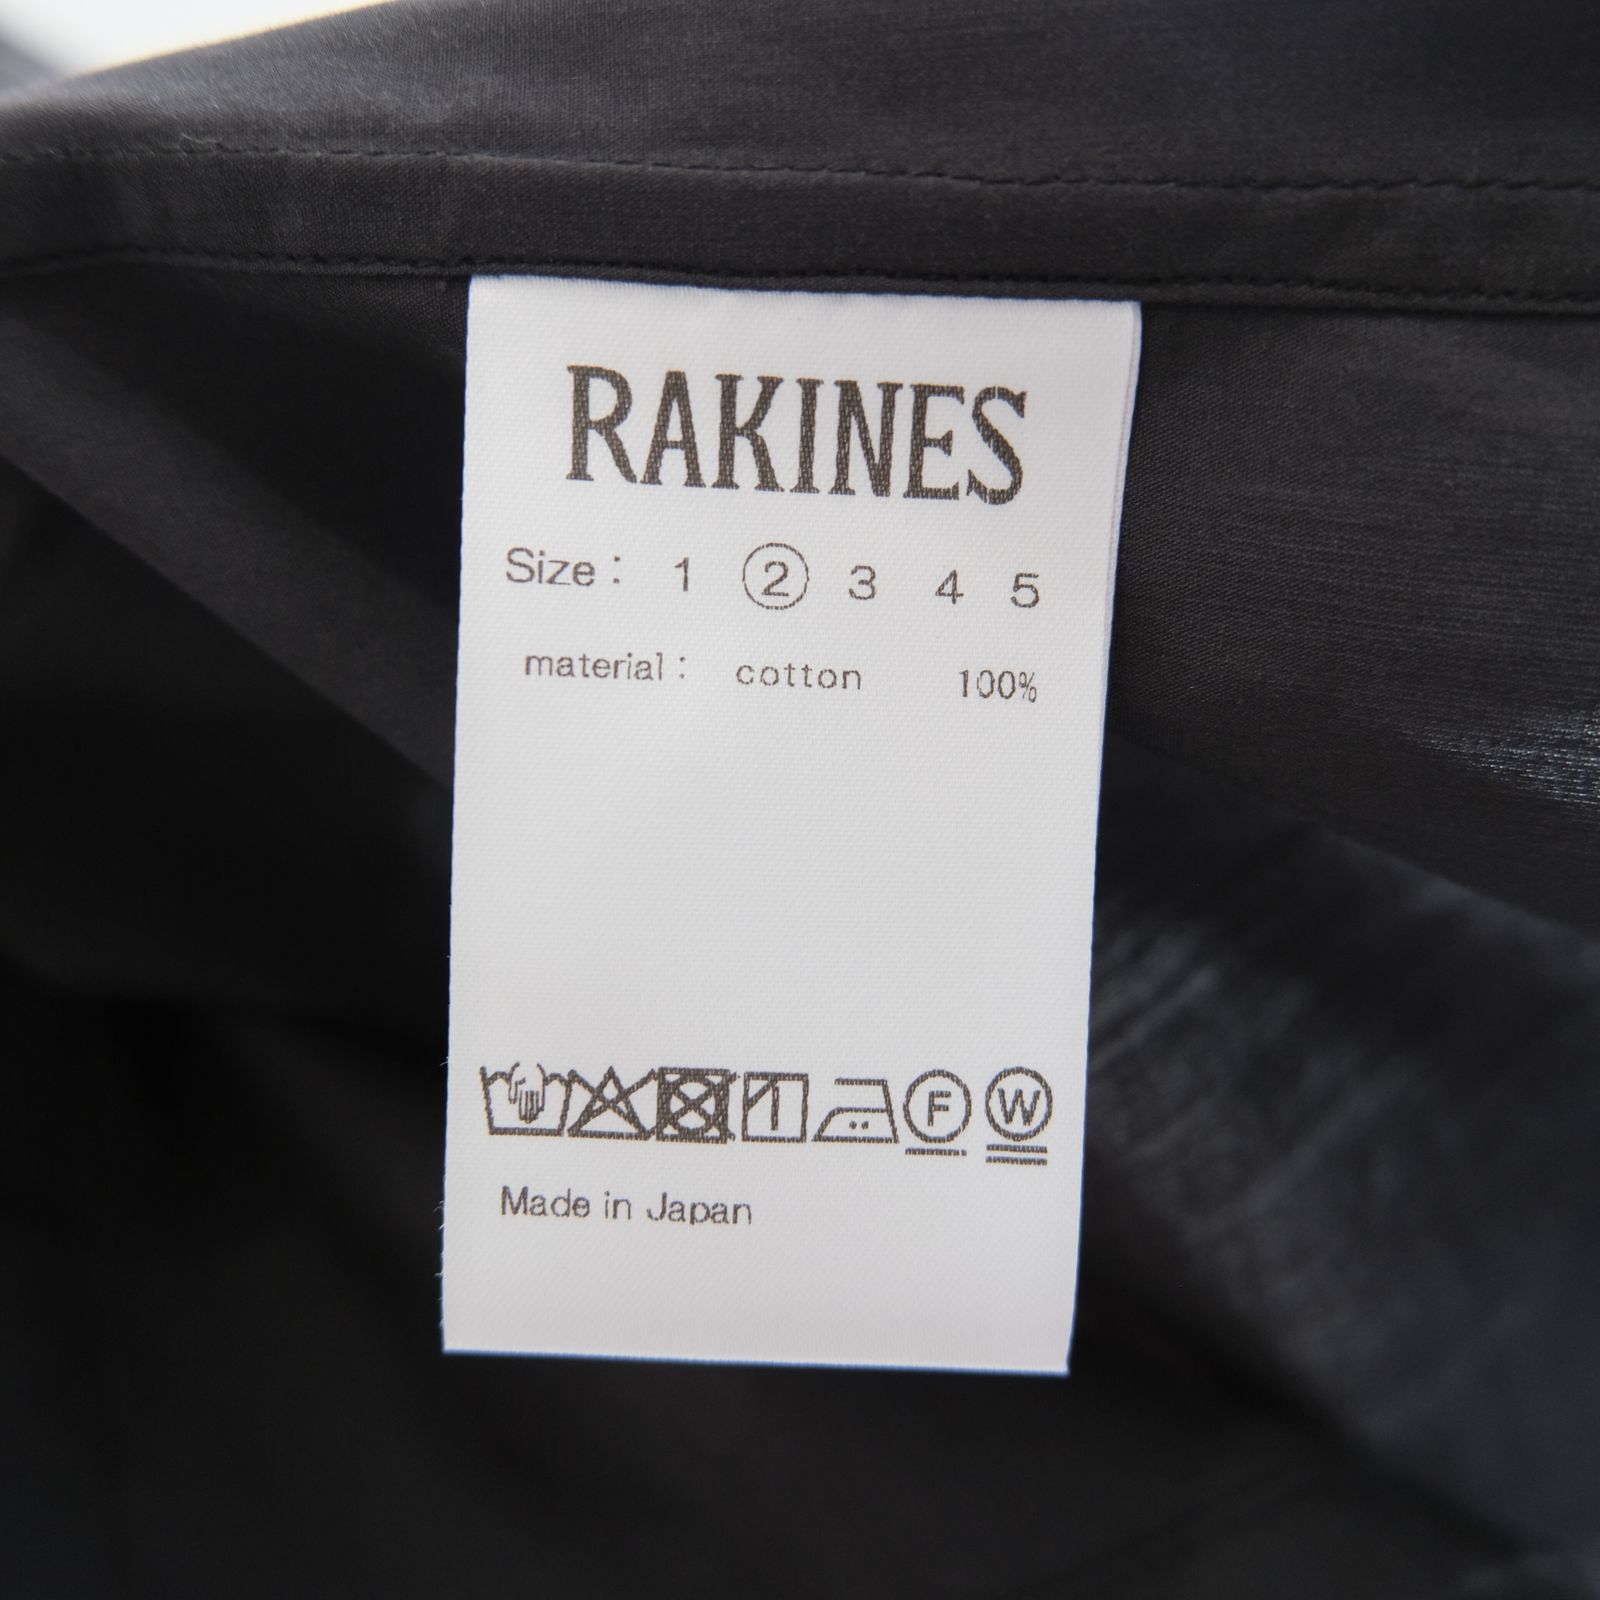 RAKINES
Size: 1 2 3 4 5
material: cotton 100%
F W
Made in Japan